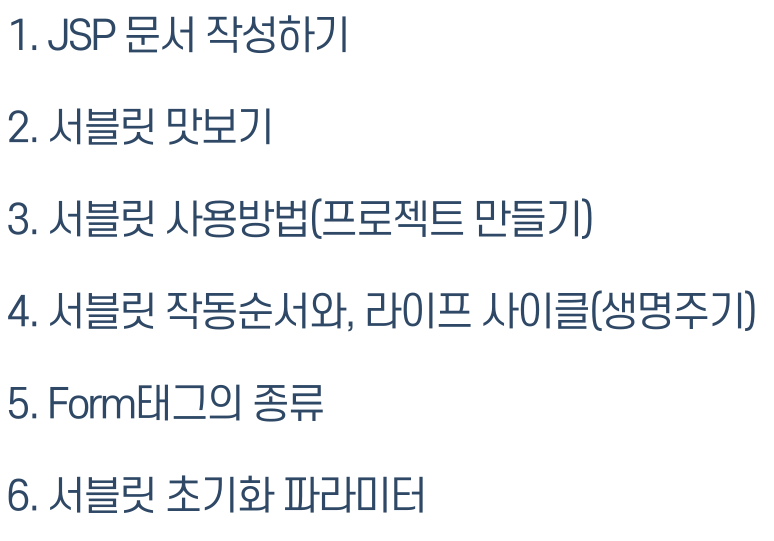 1. JSP 문서 작성하기
2. 서블릿 맛보기
3. 서블릿 사용방법(프로젝트 만들기)
4. 서블릿 작동순서와, 라이프 사이클(생명주기)
5. Form태그의 종류
6. 서블릿 초기화 파라미터